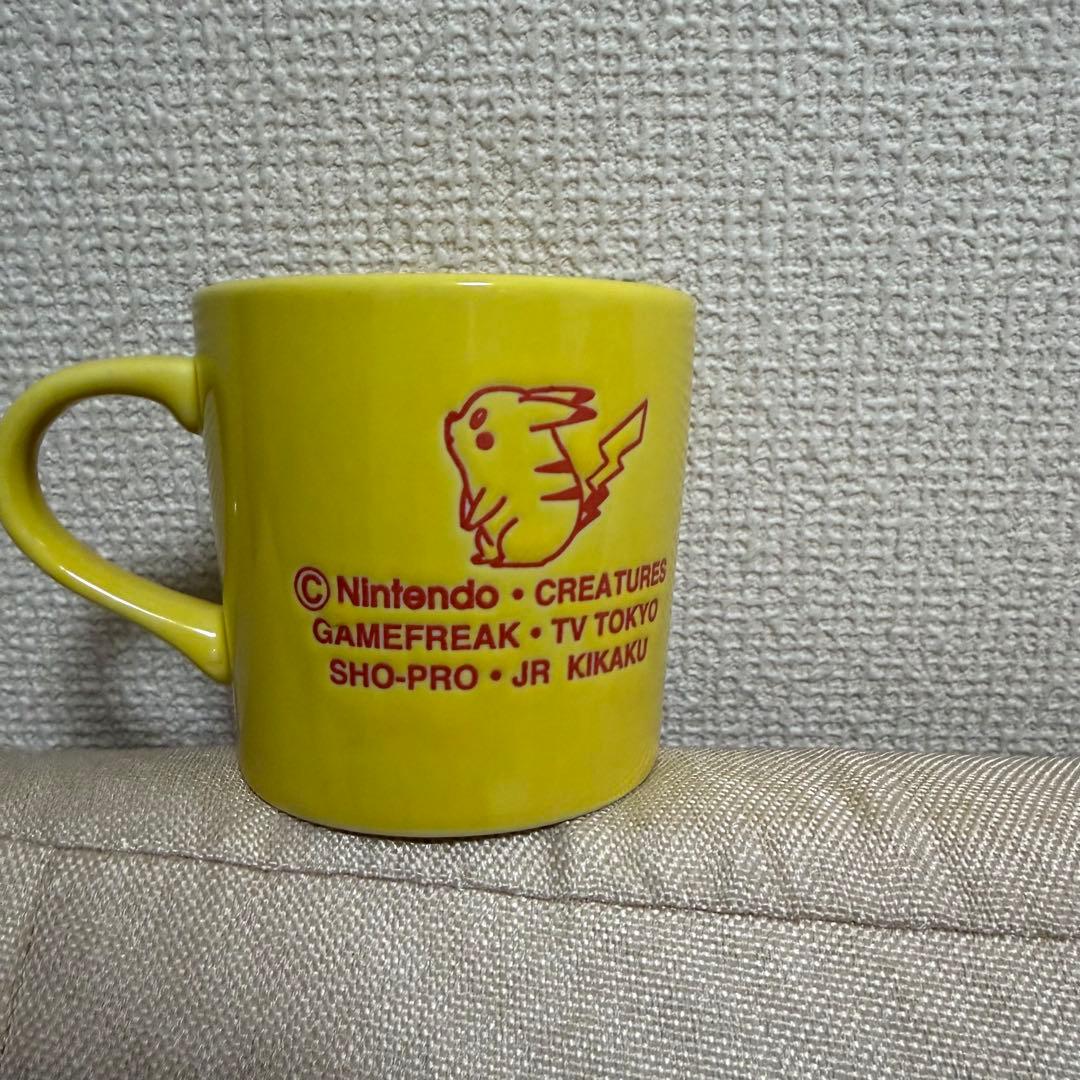 © Nintendo・CREATURES
GAMEFREAK・TV TOKYO
SHO-PRO・JR KIKAKU